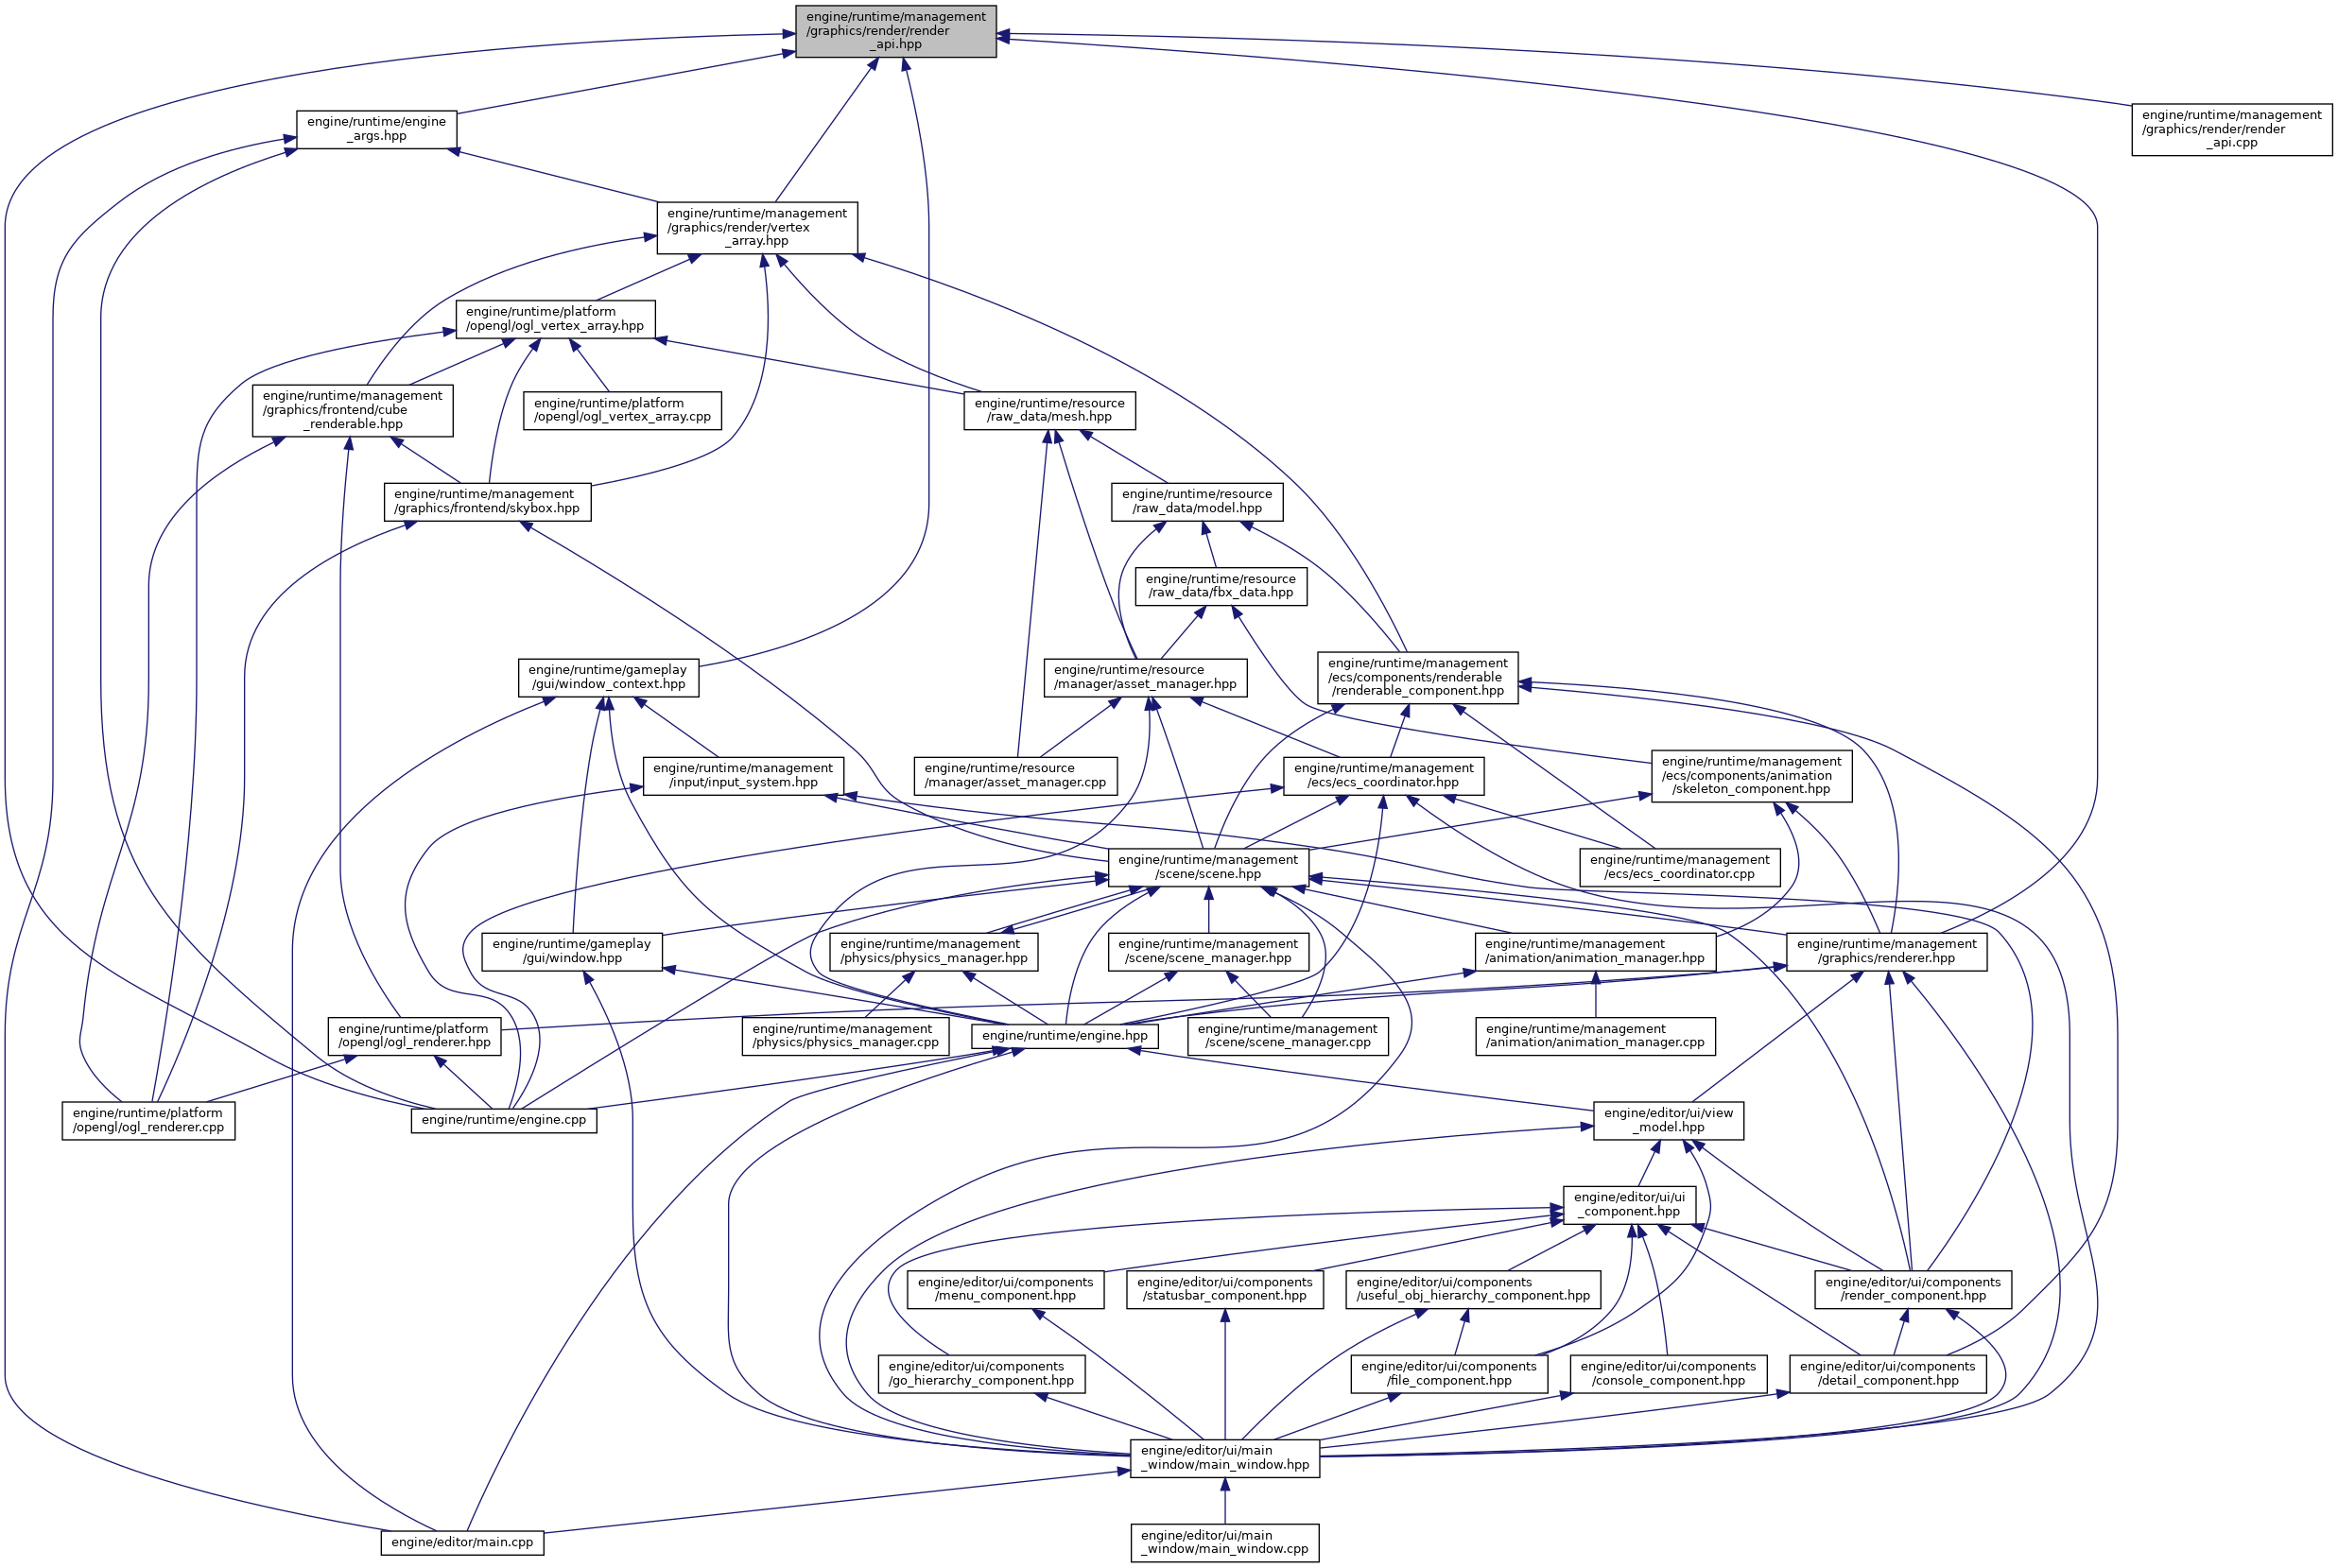 engine/runtime/management
/graphics/render/render
_api.hpp
engine/runtime/engine
_args.hpp
engine/runtime/management
/graphics/render/render
_api.cpp
engine/runtime/management
/graphics/render/vertex
_array.hpp
engine/runtime/platform
/opengl/ogl_vertex_array.hpp
engine/runtime/management
/graphics/frontend/cube
_renderable.hpp
engine/runtime/platform
/opengl/ogl_vertex_array.cpp
engine/runtime/resource
/raw_data/mesh.hpp
engine/runtime/management
/graphics/frontend/skybox.hpp
engine/runtime/resource
/raw_data/model.hpp
engine/runtime/resource
/raw_data/fbx_data.hpp
engine/runtime/gameplay
/gui/window_context.hpp
engine/runtime/resource
/manager/asset_manager.hpp
engine/runtime/management
/ecs/components/renderable
/renderable_component.hpp
engine/runtime/management
/input/input_system.hpp
engine/runtime/resource
/manager/asset_manager.cpp
engine/runtime/management
/ecs/ecs_coordinator.hpp
engine/runtime/management
/ecs/components/animation
/skeleton_component.hpp
engine/runtime/management
/scene/scene.hpp
engine/runtime/management
/ecs/ecs_coordinator.cpp
engine/runtime/gameplay
/gui/window.hpp
engine/runtime/management
/physics/physics_manager.hpp
engine/runtime/management
/scene/scene_manager.hpp
engine/runtime/management
/animation/animation_manager.hpp
engine/runtime/management
/graphics/renderer.hpp
engine/runtime/platform
/opengl/ogl_renderer.hpp
engine/runtime/management
/physics/physics_manager.cpp
engine/runtime/engine.hpp
engine/runtime/management
/scene/scene_manager.cpp
engine/runtime/management
/animation/animation_manager.cpp
engine/runtime/platform
/opengl/ogl_renderer.cpp
engine/runtime/engine.cpp
engine/editor/ui/view
_model.hpp
engine/editor/ui/ui
_component.hpp
engine/editor/ui/components
/menu_component.hpp
engine/editor/ui/components
/statusbar_component.hpp
engine/editor/ui/components
/useful_obj_hierarchy_component.hpp
engine/editor/ui/components
/render_component.hpp
engine/editor/ui/components
/go_hierarchy_component.hpp
engine/editor/ui/components
/file_component.hpp
engine/editor/ui/components
/console_component.hpp
engine/editor/ui/components
/detail_component.hpp
engine/editor/ui/main
_window/main_window.hpp
engine/editor/main.cpp
engine/editor/ui/main
_window/main_window.cpp